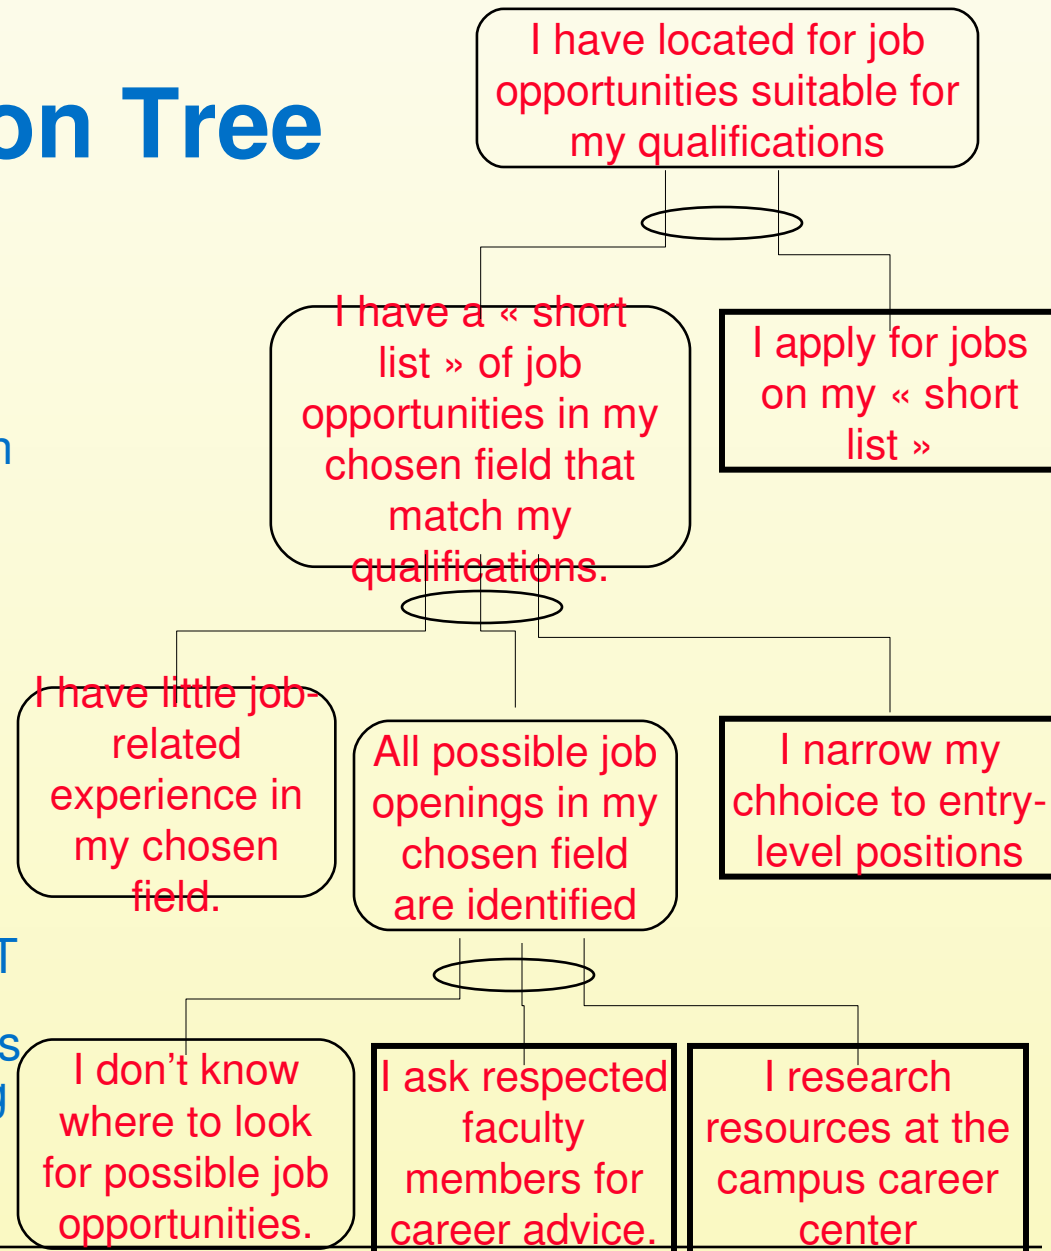 on Tree
I have located for job
opportunities suitable for
my qualifications
I have a « short
list » of job
opportunities in my
chosen field that
match my
qualifications.
I apply for jobs
on my « short
list »
n
I have little job-
related
experience in
my chosen
field.
All possible job
openings in my
chosen field
are identified
I narrow my
chhoice to entry-
level positions
T
s
g
I don't know
where to look
for possible job
opportunities.
I ask respected
faculty
members for
career advice.
I research
resources at the
campus career
center